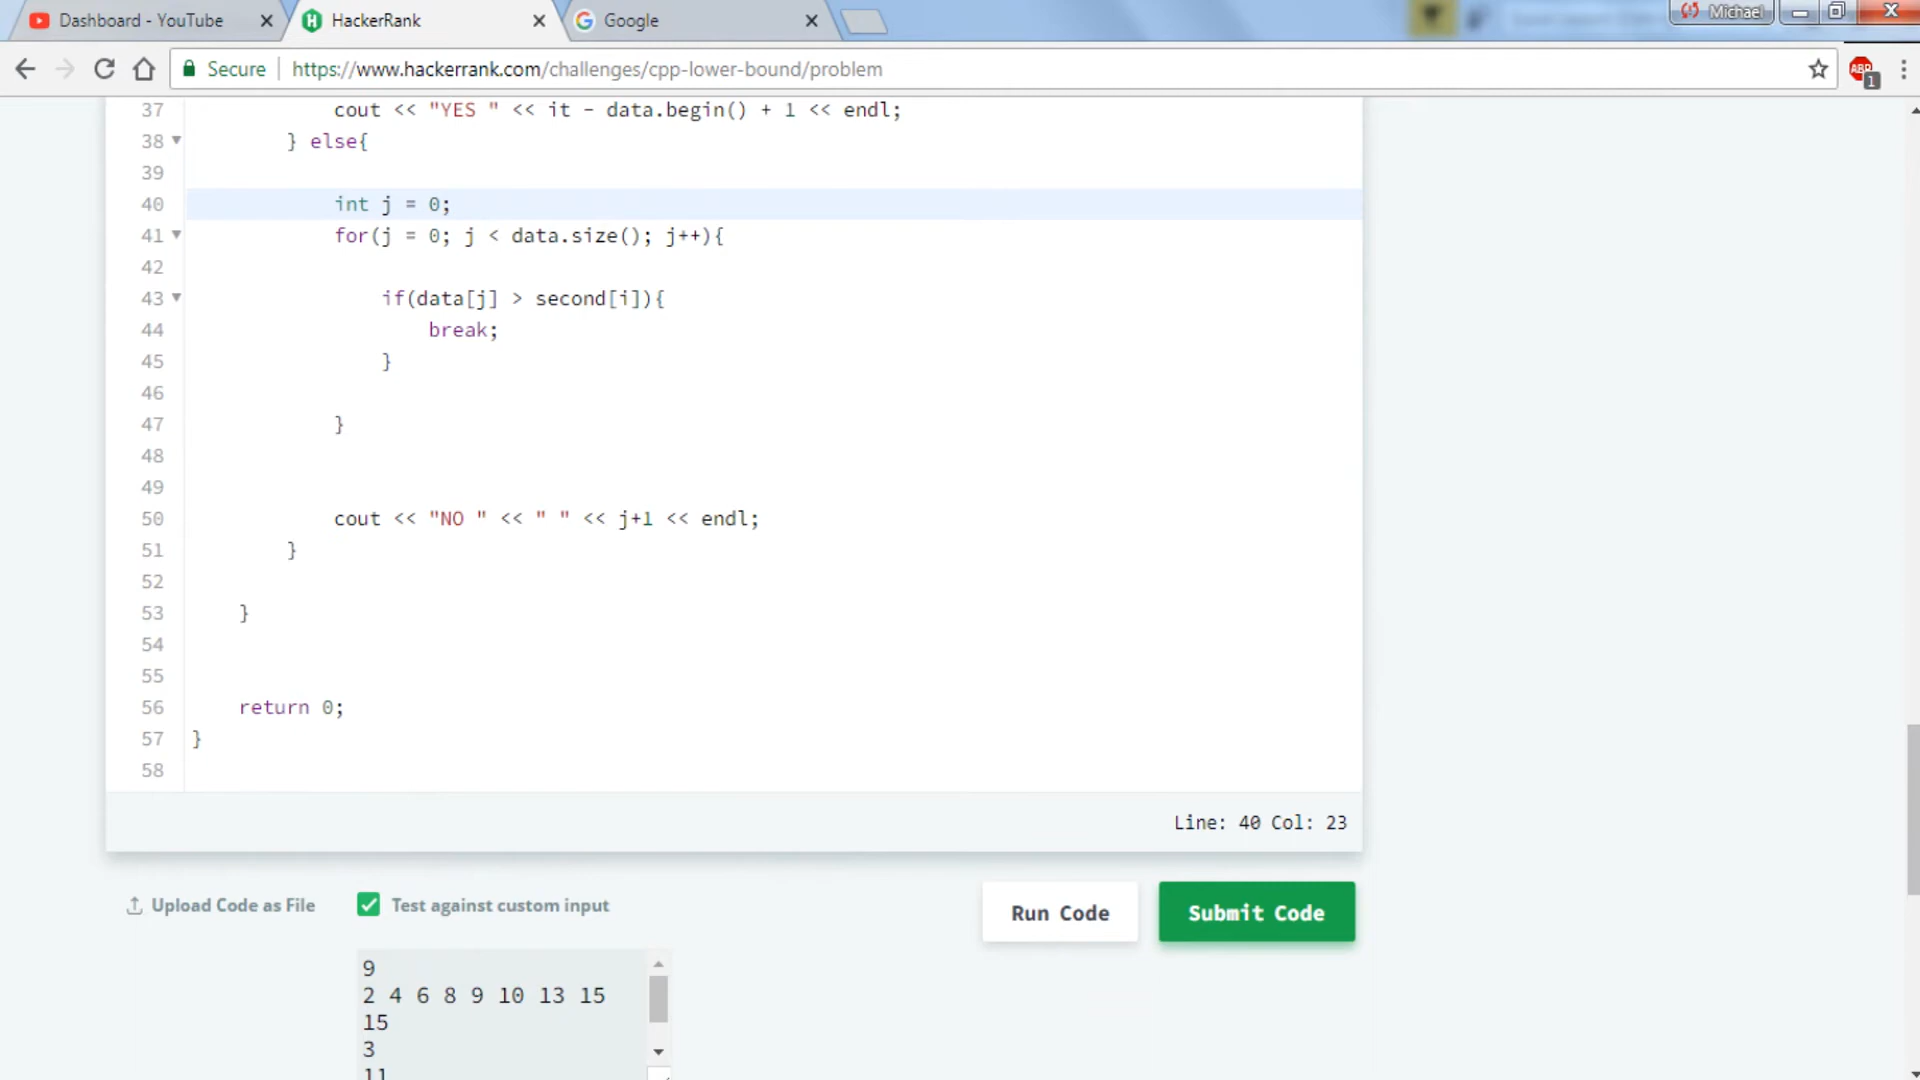 Dashboard - YouTube
HackerRank
Google
Michael
Secure
https://www.hackerrank.com/challenges/cpp-lower-bound/problem
ABP
1
37 cout << "YES " << it - data.begin() + 1 << endl;
38 } else{
39
40 int j = 0;
41 for(j = 0; j < data.size(); j++){
42
43 if(data[j] > second[i]){
44 break;
45 }
46
47 }
48
49
50 cout << "NO " << " " << j+1 << endl;
51 }
52
53 }
54
55
56 return 0;
57 }
58
Line: 40 Col: 23
Upload Code as File
Test against custom input
Run Code
Submit Code
9
2 4 6 8 9 10 13 15
15
3
11